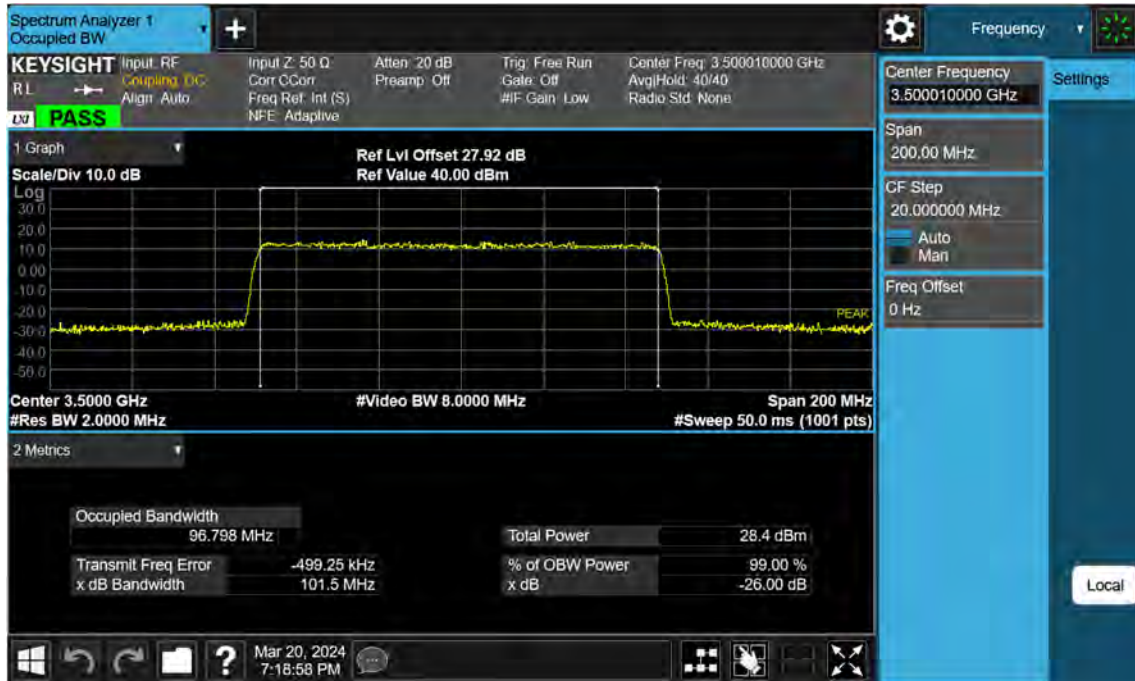 Spectrum Analyzer 1
Occupied BW
+
Frequency
KEYSIGHT
RL
LXI PASS
Input: RF
Coupling: DC
Align: Auto
Input Z: 50 Ω
Corr CCorr
Freq Ref: Int (S)
NFE: Adaptive
Atten: 20 dB
Preamp: Off
Trig: Free Run
Gate: Off
#IF Gain: Low
Center Freq: 3.500010000 GHz
Avg|Hold: 40/40
Radio Std: None
Center Frequency
3.500010000 GHz
Settings
Span
200.00 MHz
CF Step
20.000000 MHz
Auto
Man
Freq Offset
0 Hz
1 Graph
Scale/Div 10.0 dB
Ref Lvl Offset 27.92 dB
Ref Value 40.00 dBm
Log
30.0
20.0
10.0
0.00
-10.0
-20.0
-30.0
-40.0
-50.0
PEAK
Center 3.5000 GHz
#Video BW 8.0000 MHz
Span 200 MHz
#Res BW 2.0000 MHz
#Sweep 50.0 ms (1001 pts)
2 Metrics
Occupied Bandwidth
96.798 MHz
Total Power 28.4 dBm
Transmit Freq Error -499.25 kHz
% of OBW Power 99.00 %
x dB Bandwidth 101.5 MHz
x dB -26.00 dB
Local
?
Mar 20, 2024
7:18:58 PM